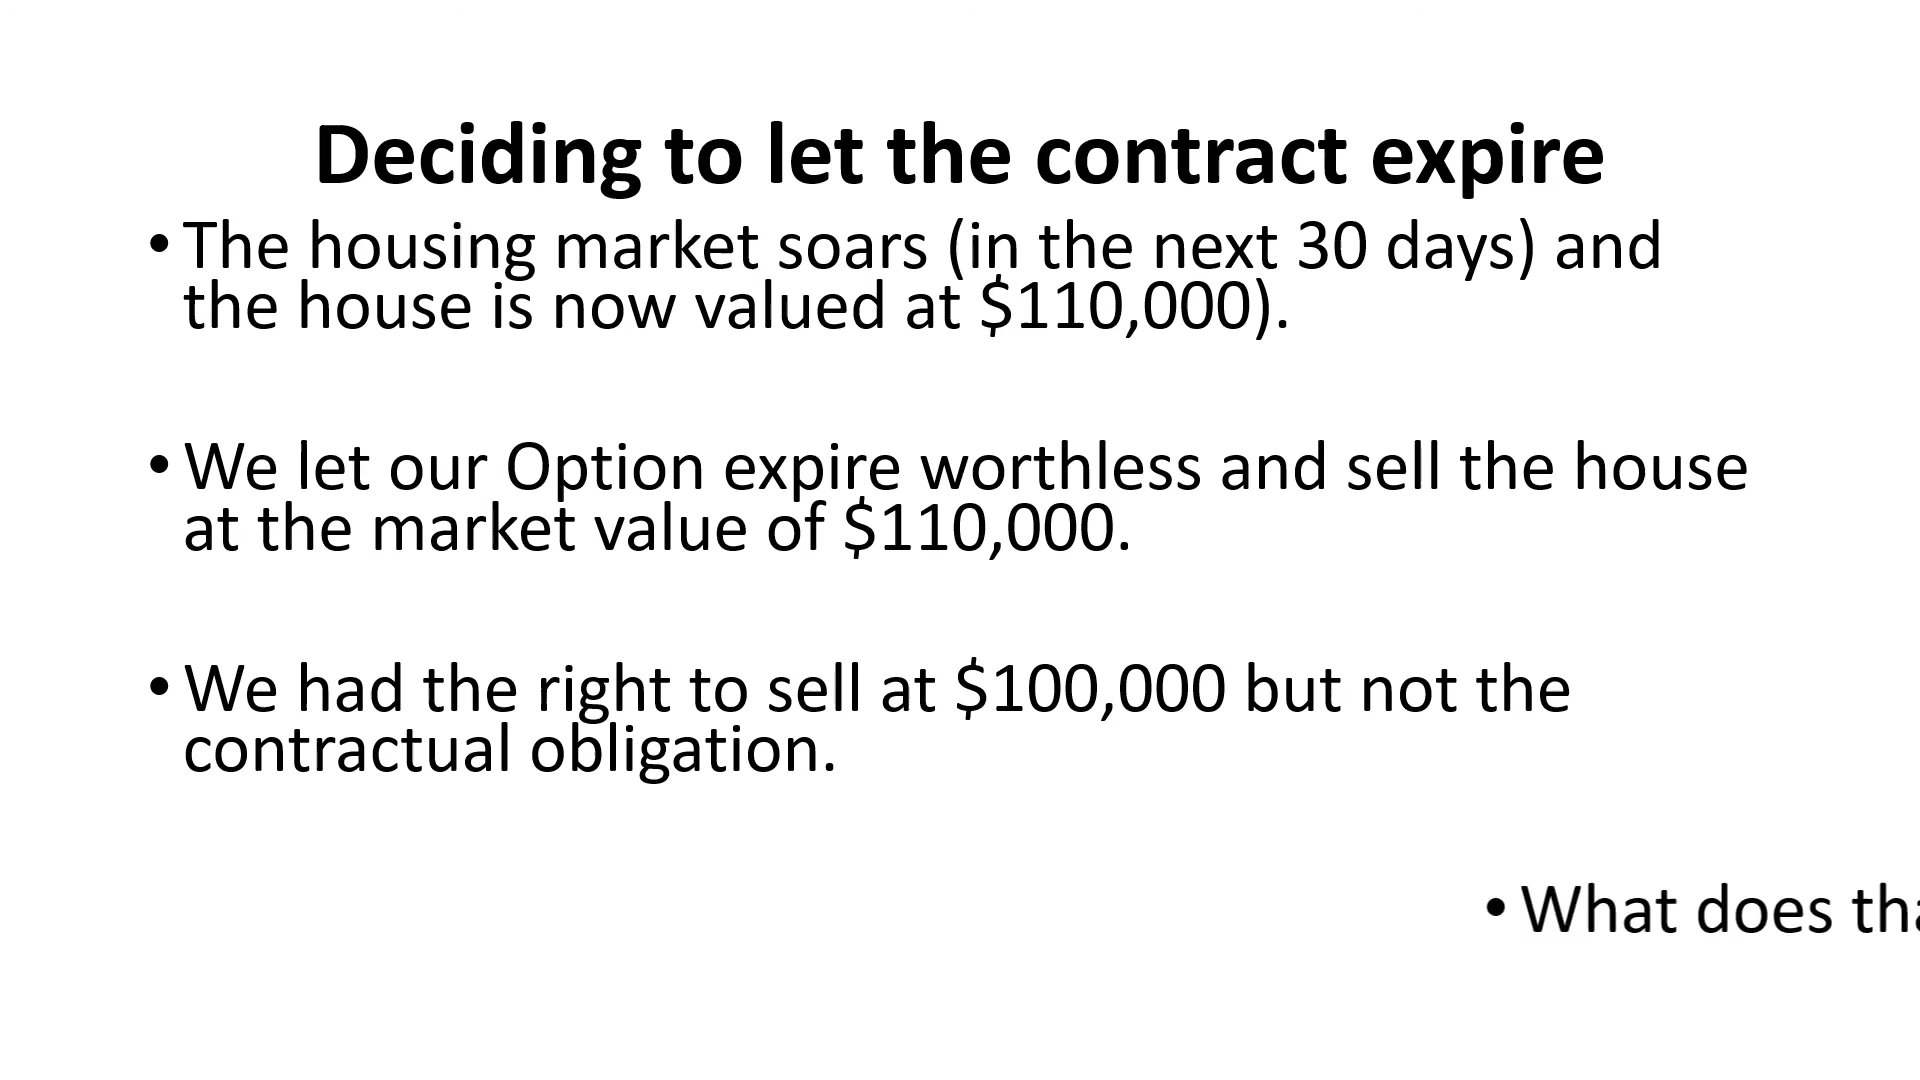 Deciding to let the contract expire
• The housing market soars (in the next 30 days) and
the house is now valued at $110,000).
• We let our Option expire worthless and sell the house
at the market value of $110,000.
• We had the right to sell at $100,000 but not the
contractual obligation.
• What does